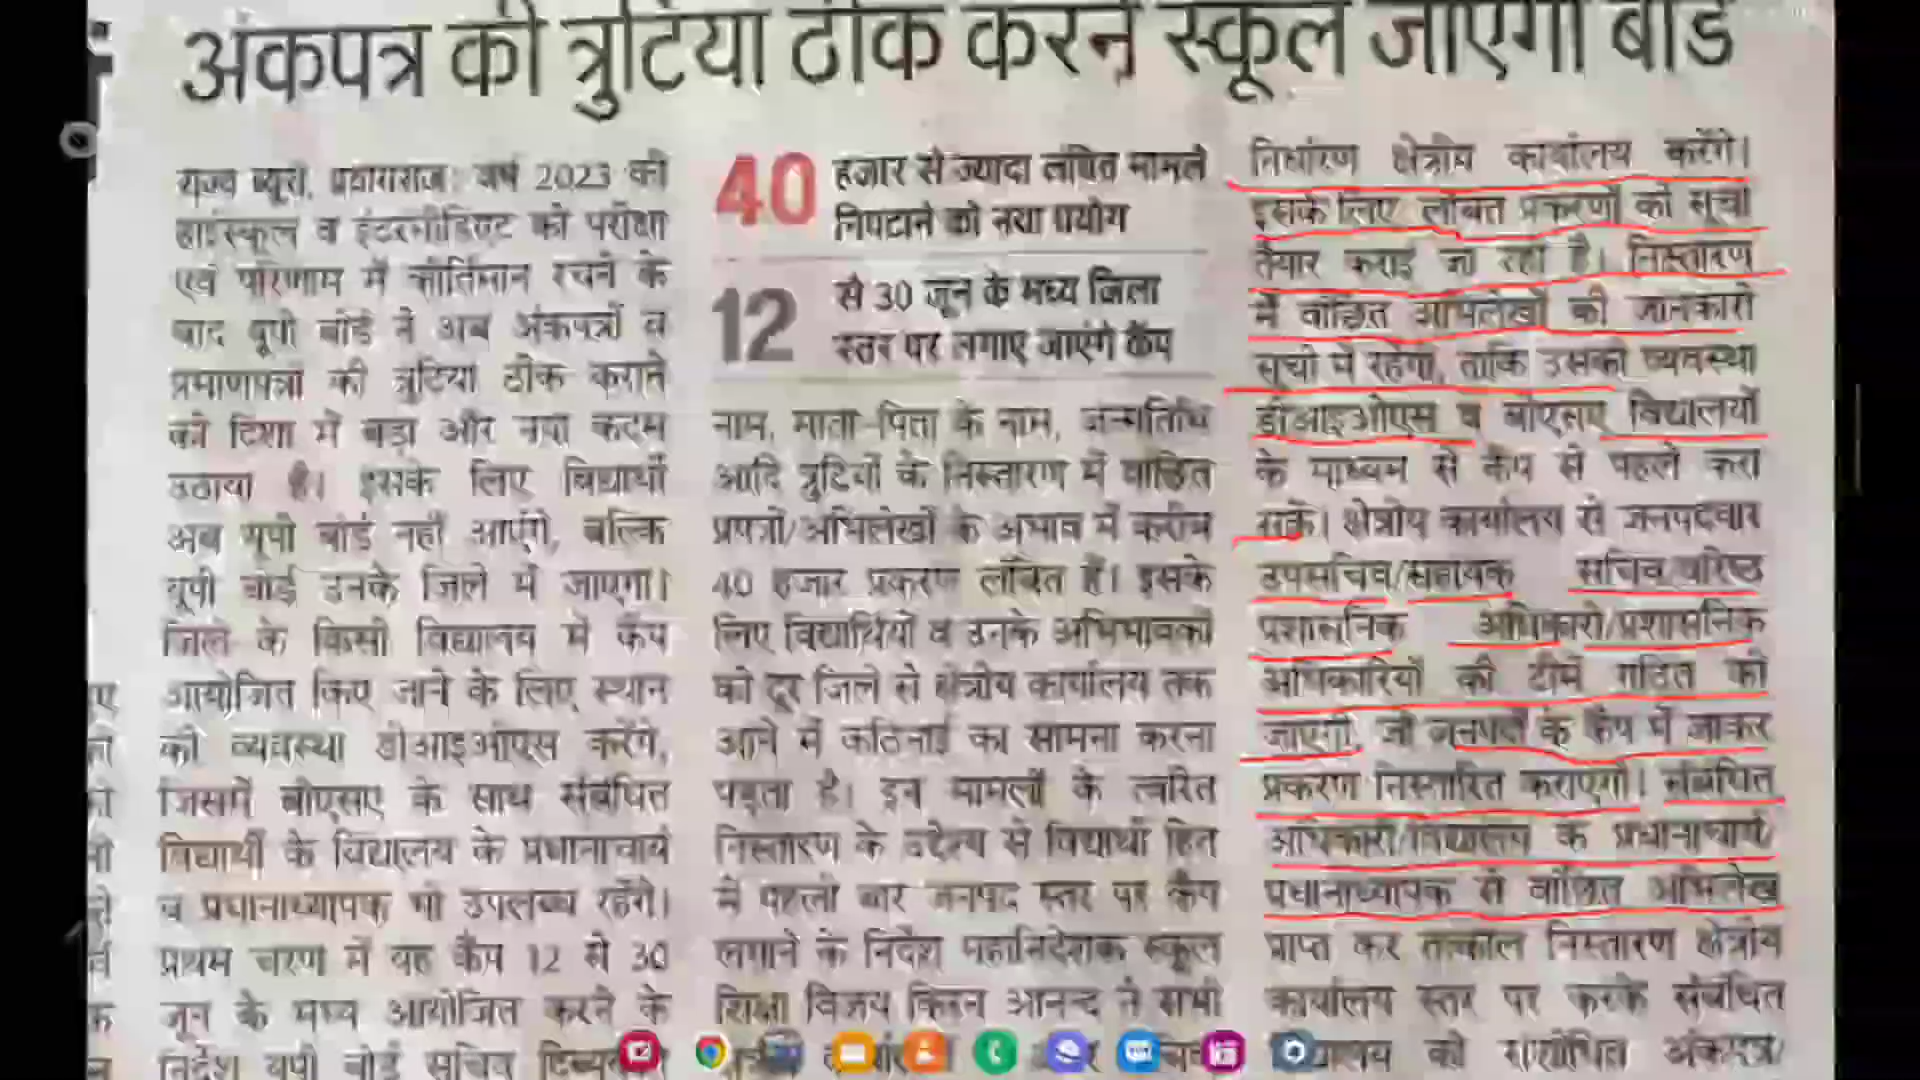 अंकपत्र की त्रुटियां ठीक करने स्कूल जाएगा बोर्ड
राज्य ब्यूरो, प्रयागराज: वर्ष 2023 की
हाईस्कूल व इंटरमीडिएट की परीक्षा
एवं परिणाम में कीर्तिमान रचने के
बाद यूपी बोर्ड ने अब अंकपत्रों व
प्रमाणपत्रों की त्रुटियां ठीक कराने
की दिशा में बड़ा और नया कदम
उठाया है। इसके लिए विद्यार्थी
अब यूपी बोर्ड नहीं आएंगे, बल्कि
यूपी बोर्ड उनके जिले में जाएगा।
जिले के किसी विद्यालय में कैंप
आयोजित किए जाने के लिए स्थान
की व्यवस्था डीआइओएस करेंगे,
जिसमें बीएसए के साथ संबंधित
विद्यार्थी के विद्यालय के प्रधानाचार्य
व प्रधानाध्यापक भी उपलब्ध रहेंगे।
प्रथम चरण में यह कैंप 12 से 30
जून के मध्य आयोजित करने के
निर्देश यूपी बोर्ड सचिव
40 हजार से ज्यादा लंबित मामले
निपटाने को नया प्रयोग
12 से 30 जून के मध्य जिला
स्तर पर लगाए जाएंगे कैंप
नाम, माता-पिता के नाम, जन्मतिथि
आदि त्रुटियों के निस्तारण में वांछित
प्रपत्रों/अभिलेखों के अभाव में करीब
40 हजार प्रकरण लंबित हैं। इसके
लिए विद्यार्थियों व उनके अभिभावकों
को दूर जिले से क्षेत्रीय कार्यालय तक
आने में कठिनाई का सामना करना
पड़ता है। इन मामलों के त्वरित
निस्तारण के उद्देश्य से विद्यार्थी हित
में पहली बार जनपद स्तर पर कैंप
लगाने के निर्देश महानिदेशक स्कूल
शिक्षा विजय किरन आनन्द ने सभी
निर्धारण क्षेत्रीय कार्यालय करेंगे।
इसके लिए लंबित प्रकरणों की सूची
तैयार कराई जा रही है। निस्तारण
में वांछित अभिलेखों की जानकारी
सूची में रहेगी, ताकि उसकी व्यवस्था
डीआइओएस व बीएसए विद्यालयों
के माध्यम से कैंप से पहले करा
सकें। क्षेत्रीय कार्यालय से जनपदवार
उपसचिव/सहायक सचिव/वरिष्ठ
प्रशासनिक अधिकारी/प्रशासनिक
अधिकारियों की टीमें गठित की
जाएंगी, जो जनपदों के कैंप में जाकर
प्रकरण निस्तारित कराएंगी। संबंधित
अधिकारी/विद्यालय के प्रधानाचार्य/
प्रधानाध्यापक से वांछित अभिलेख
प्राप्त कर तत्काल निस्तारण क्षेत्रीय
कार्यालय स्तर पर करके संबंधित
को संशोधित अंकपत्र/